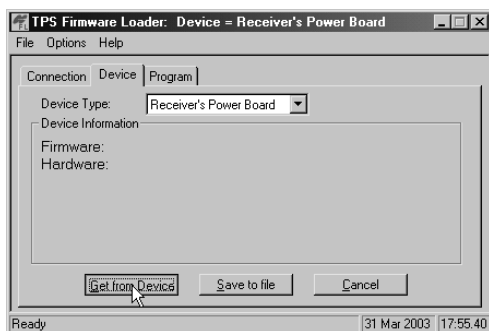 TPS Firmware Loader: Device = Receiver's Power Board
File Options Help
Connection Device Program
Device Type: Receiver's Power Board
Device Information
Firmware:
Hardware:
Get from Device Save to file Cancel
Ready 31 Mar 2003 17:55.40